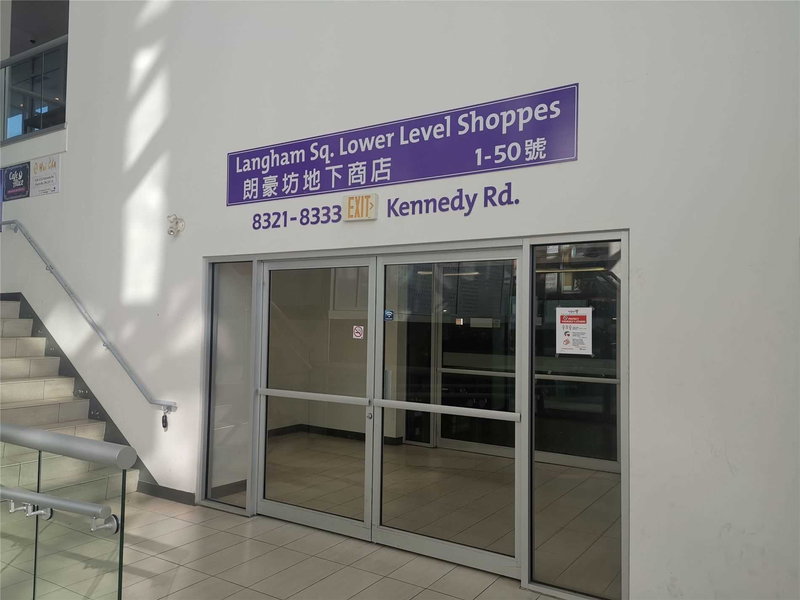 Langham Sq. Lower Level Shoppes
朗豪坊地下商店 1-50號
8321-8333 EXIT Kennedy Rd.